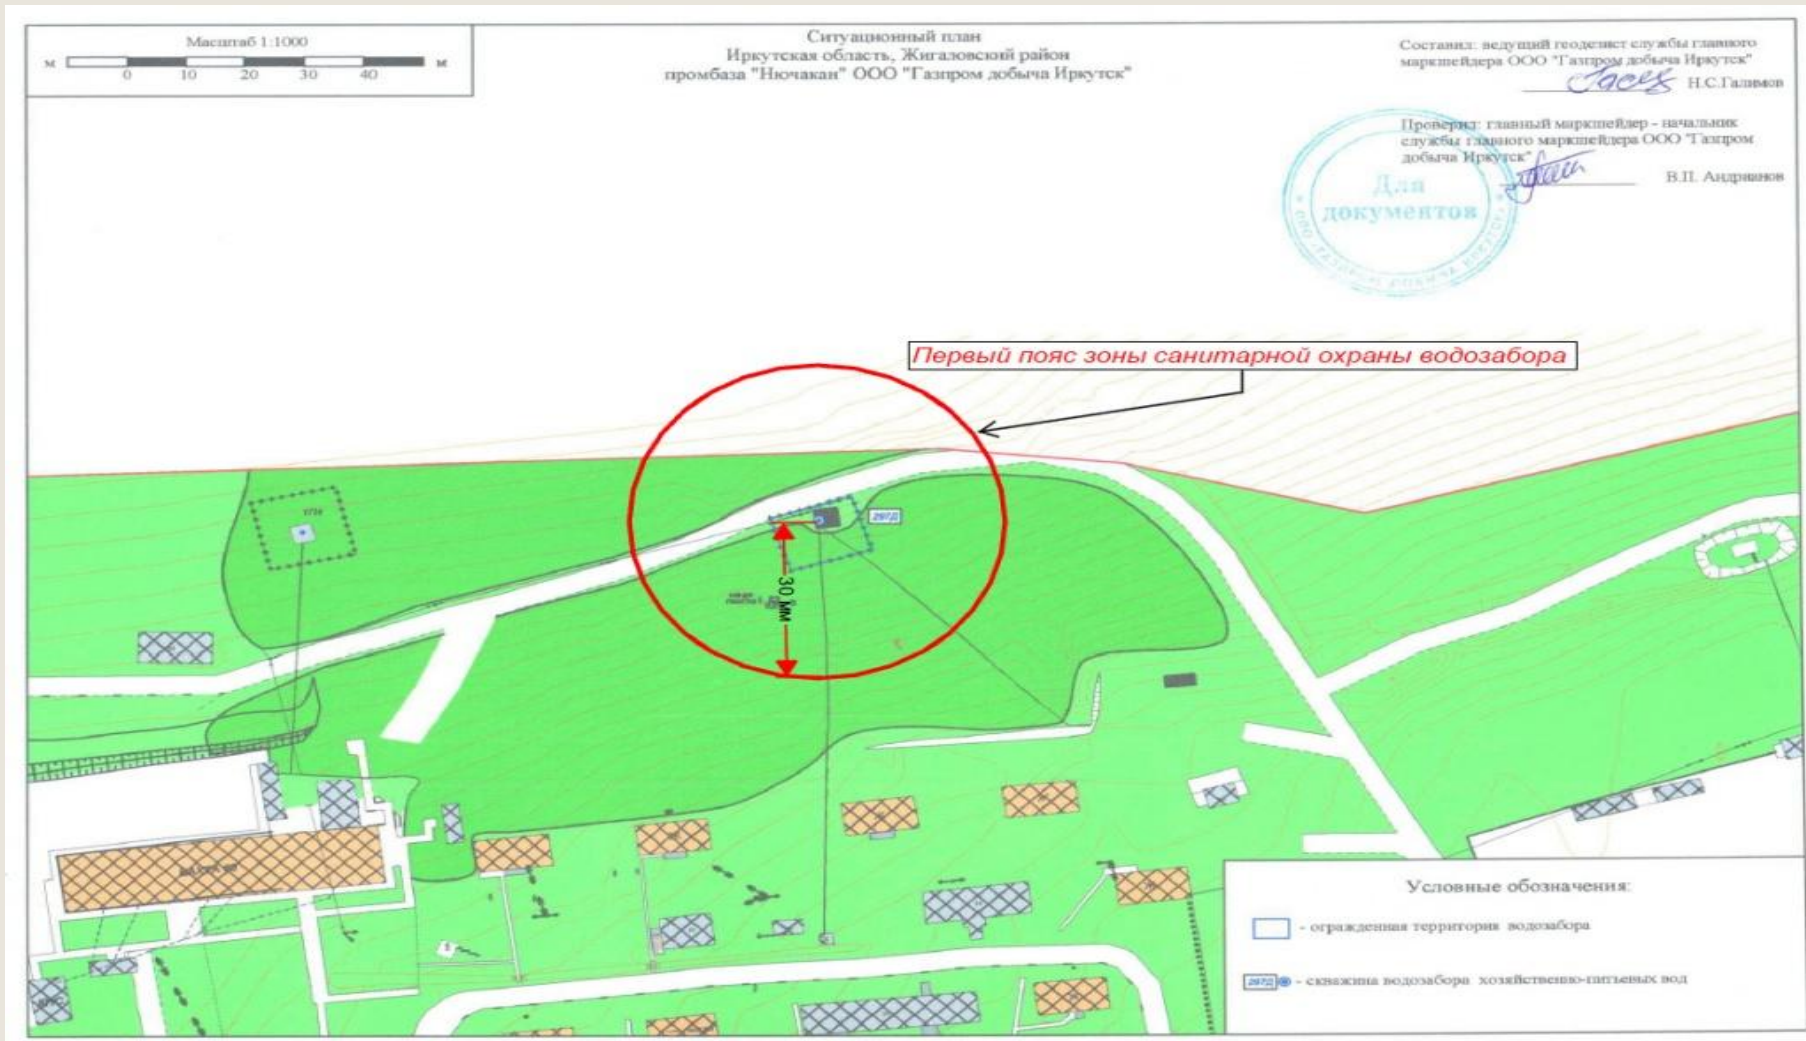 Масштаб 1:1000
м 0 10 20 30 40 м
Ситуационный план
Иркутская область, Жигаловский район
промбаза "Нючакан" ООО "Газпром добыча Иркутск"
Составил: ведущий геодезист службы главного
маркшейдера ООО "Газпром добыча Иркутск"
Н.С.Галимов
Проверил: главный маркшейдер - начальник
службы главного маркшейдера ООО "Газпром
добыча Иркутск"
В.П. Андрианов
Для
документов
Первый пояс зоны санитарной охраны водозабора
297Д
30 мм
Условные обозначения:
- огражденная территория водозабора
297Д - скважина водозабора хозяйственно-питьевых вод